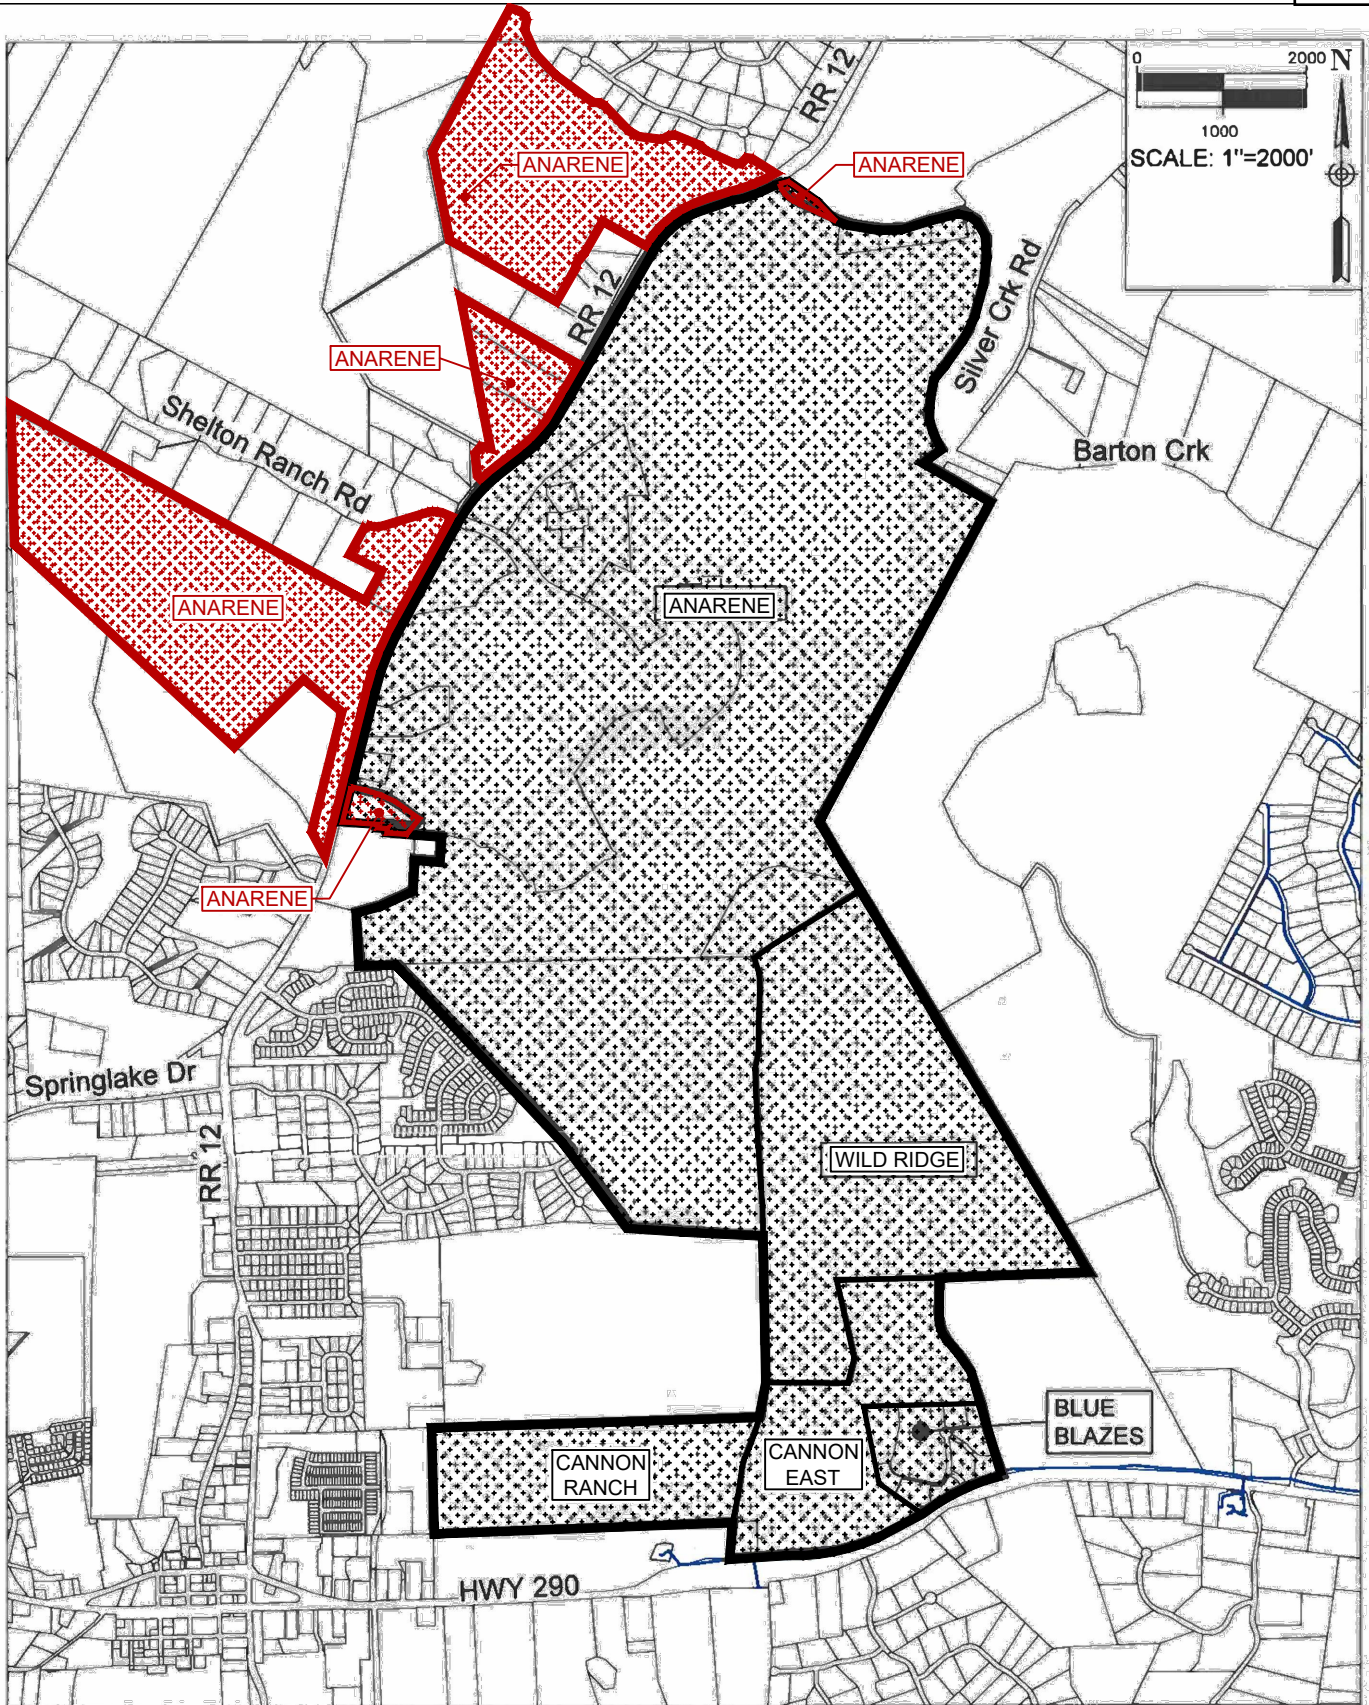 0 2000 N
1000
SCALE: 1"=2000'
RR 12
ANARENE
ANARENE
Silver Crk Rd
RR 12
ANARENE
Shelton Ranch Rd
Barton Crk
ANARENE
ANARENE
ANARENE
Springlake Dr
RR 12
WILD RIDGE
BLUE
BLAZES
CANNON
EAST
CANNON
RANCH
HWY 290